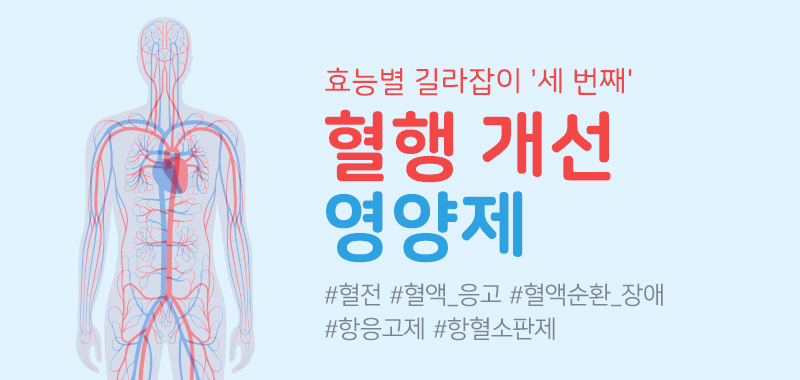 효능별 길라잡이 '세 번째'
혈행 개선
영양제
#혈전 #혈액_응고 #혈액순환_장애
#항응고제 #항혈소판제